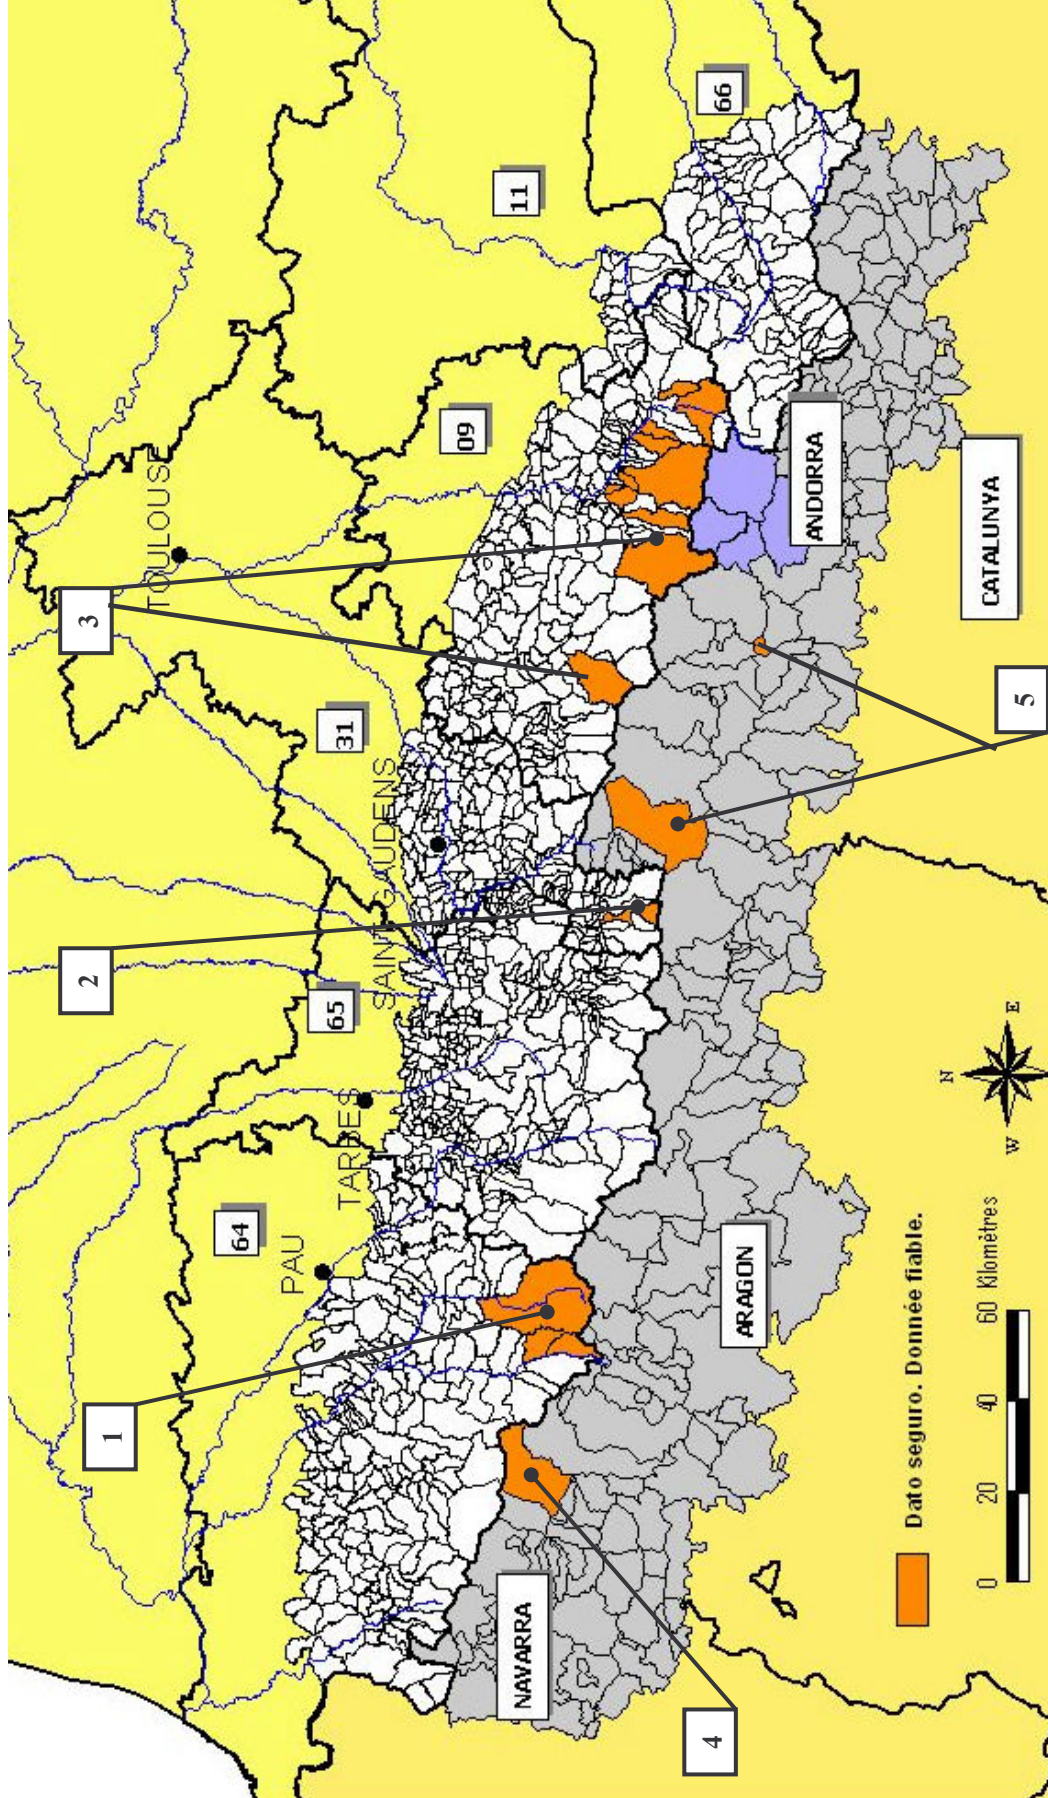 1
2
3
64
65
31
09
11
66
PAU
TARBES
SAINT GAUDENS
TOULOUSE
NAVARRA
ARAGON
ANDORRA
CATALUNYA
4
5
Dato seguro. Donnée fiable.
0 20 40 60 Kilomètres
N
W E